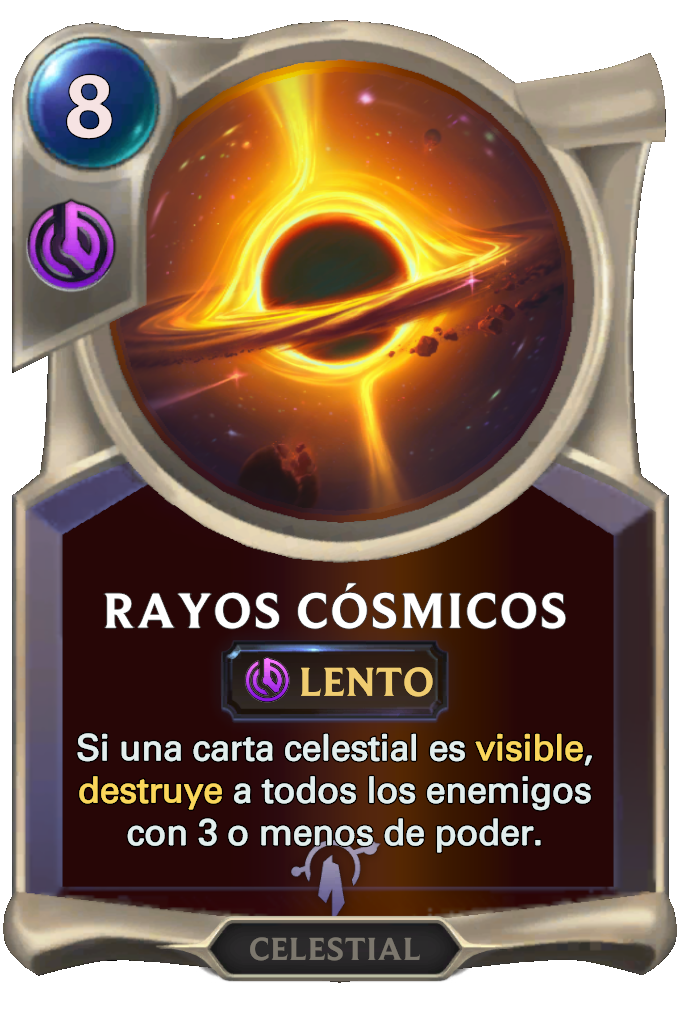 8
RAYOS CÓSMICOS
LENTO
Si una carta celestial es visible,
destruye a todos los enemigos
con 3 o menos de poder.
CELESTIAL